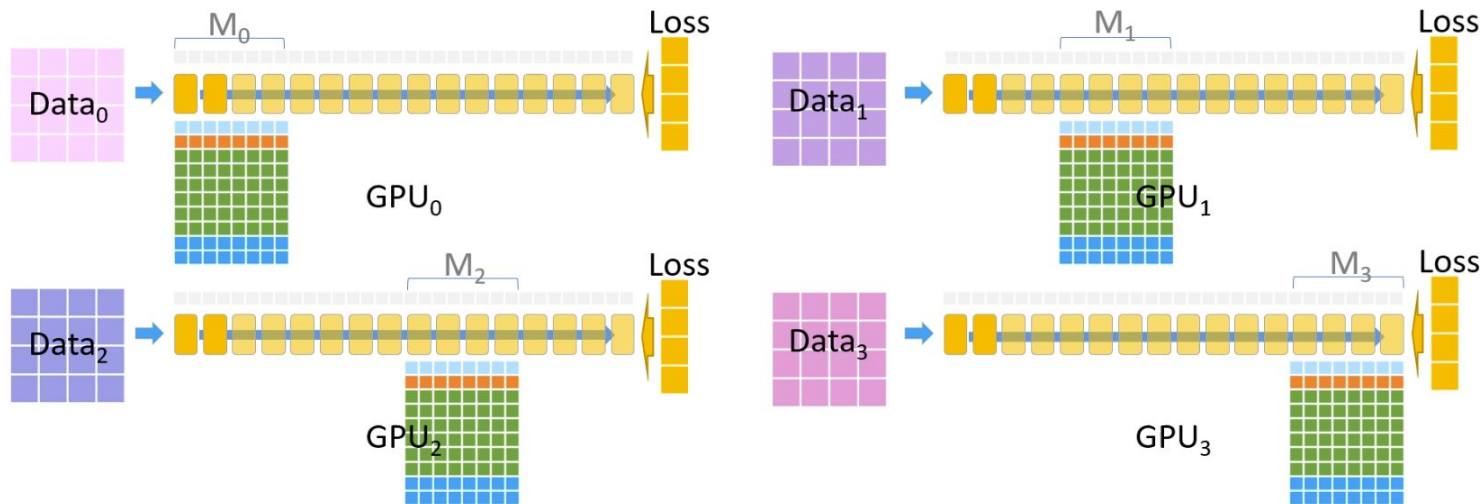 M₀
Loss
Data₀
GPU₀
M₁
Loss
Data₁
GPU₁
M₂
Loss
Data₂
GPU₂
M₃
Loss
Data₃
GPU₃